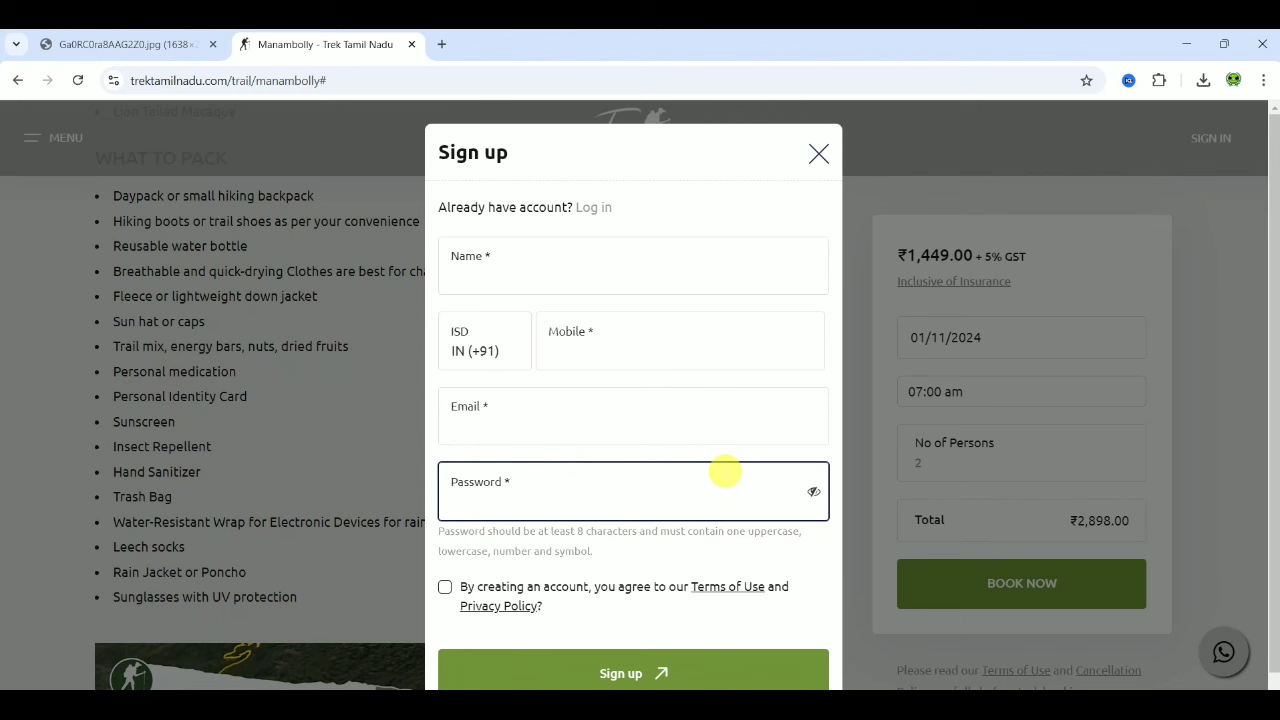 Ga0RC0ra8AAG2Z0.jpg (1638×
Manambolly - Trek Tamil Nadu
trektamilnadu.com/trail/manambolly#
Lion Tailed Macaque
MENU
SIGN IN
WHAT TO PACK
Daypack or small hiking backpack
Hiking boots or trail shoes as per your convenience
Reusable water bottle
Breathable and quick-drying Clothes are best for
Fleece or lightweight down jacket
Sun hat or caps
Trail mix, energy bars, nuts, dried fruits
Personal medication
Personal Identity Card
Sunscreen
Insect Repellent
Hand Sanitizer
Trash Bag
Water-Resistant Wrap for Electronic Devices for
Leech socks
Rain Jacket or Poncho
Sunglasses with UV protection
Sign up
Already have account? Log in
Name *
ISD
IN (+91)
Mobile *
Email *
Password *
Password should be at least 8 characters and must contain one uppercase,
lowercase, number and symbol.
By creating an account, you agree to our Terms of Use and
Privacy Policy?
Sign up
₹1,449.00 + 5% GST
Inclusive of Insurance
01/11/2024
07:00 am
No of Persons
2
Total ₹2,898.00
BOOK NOW
Please read our Terms of Use and Cancellation